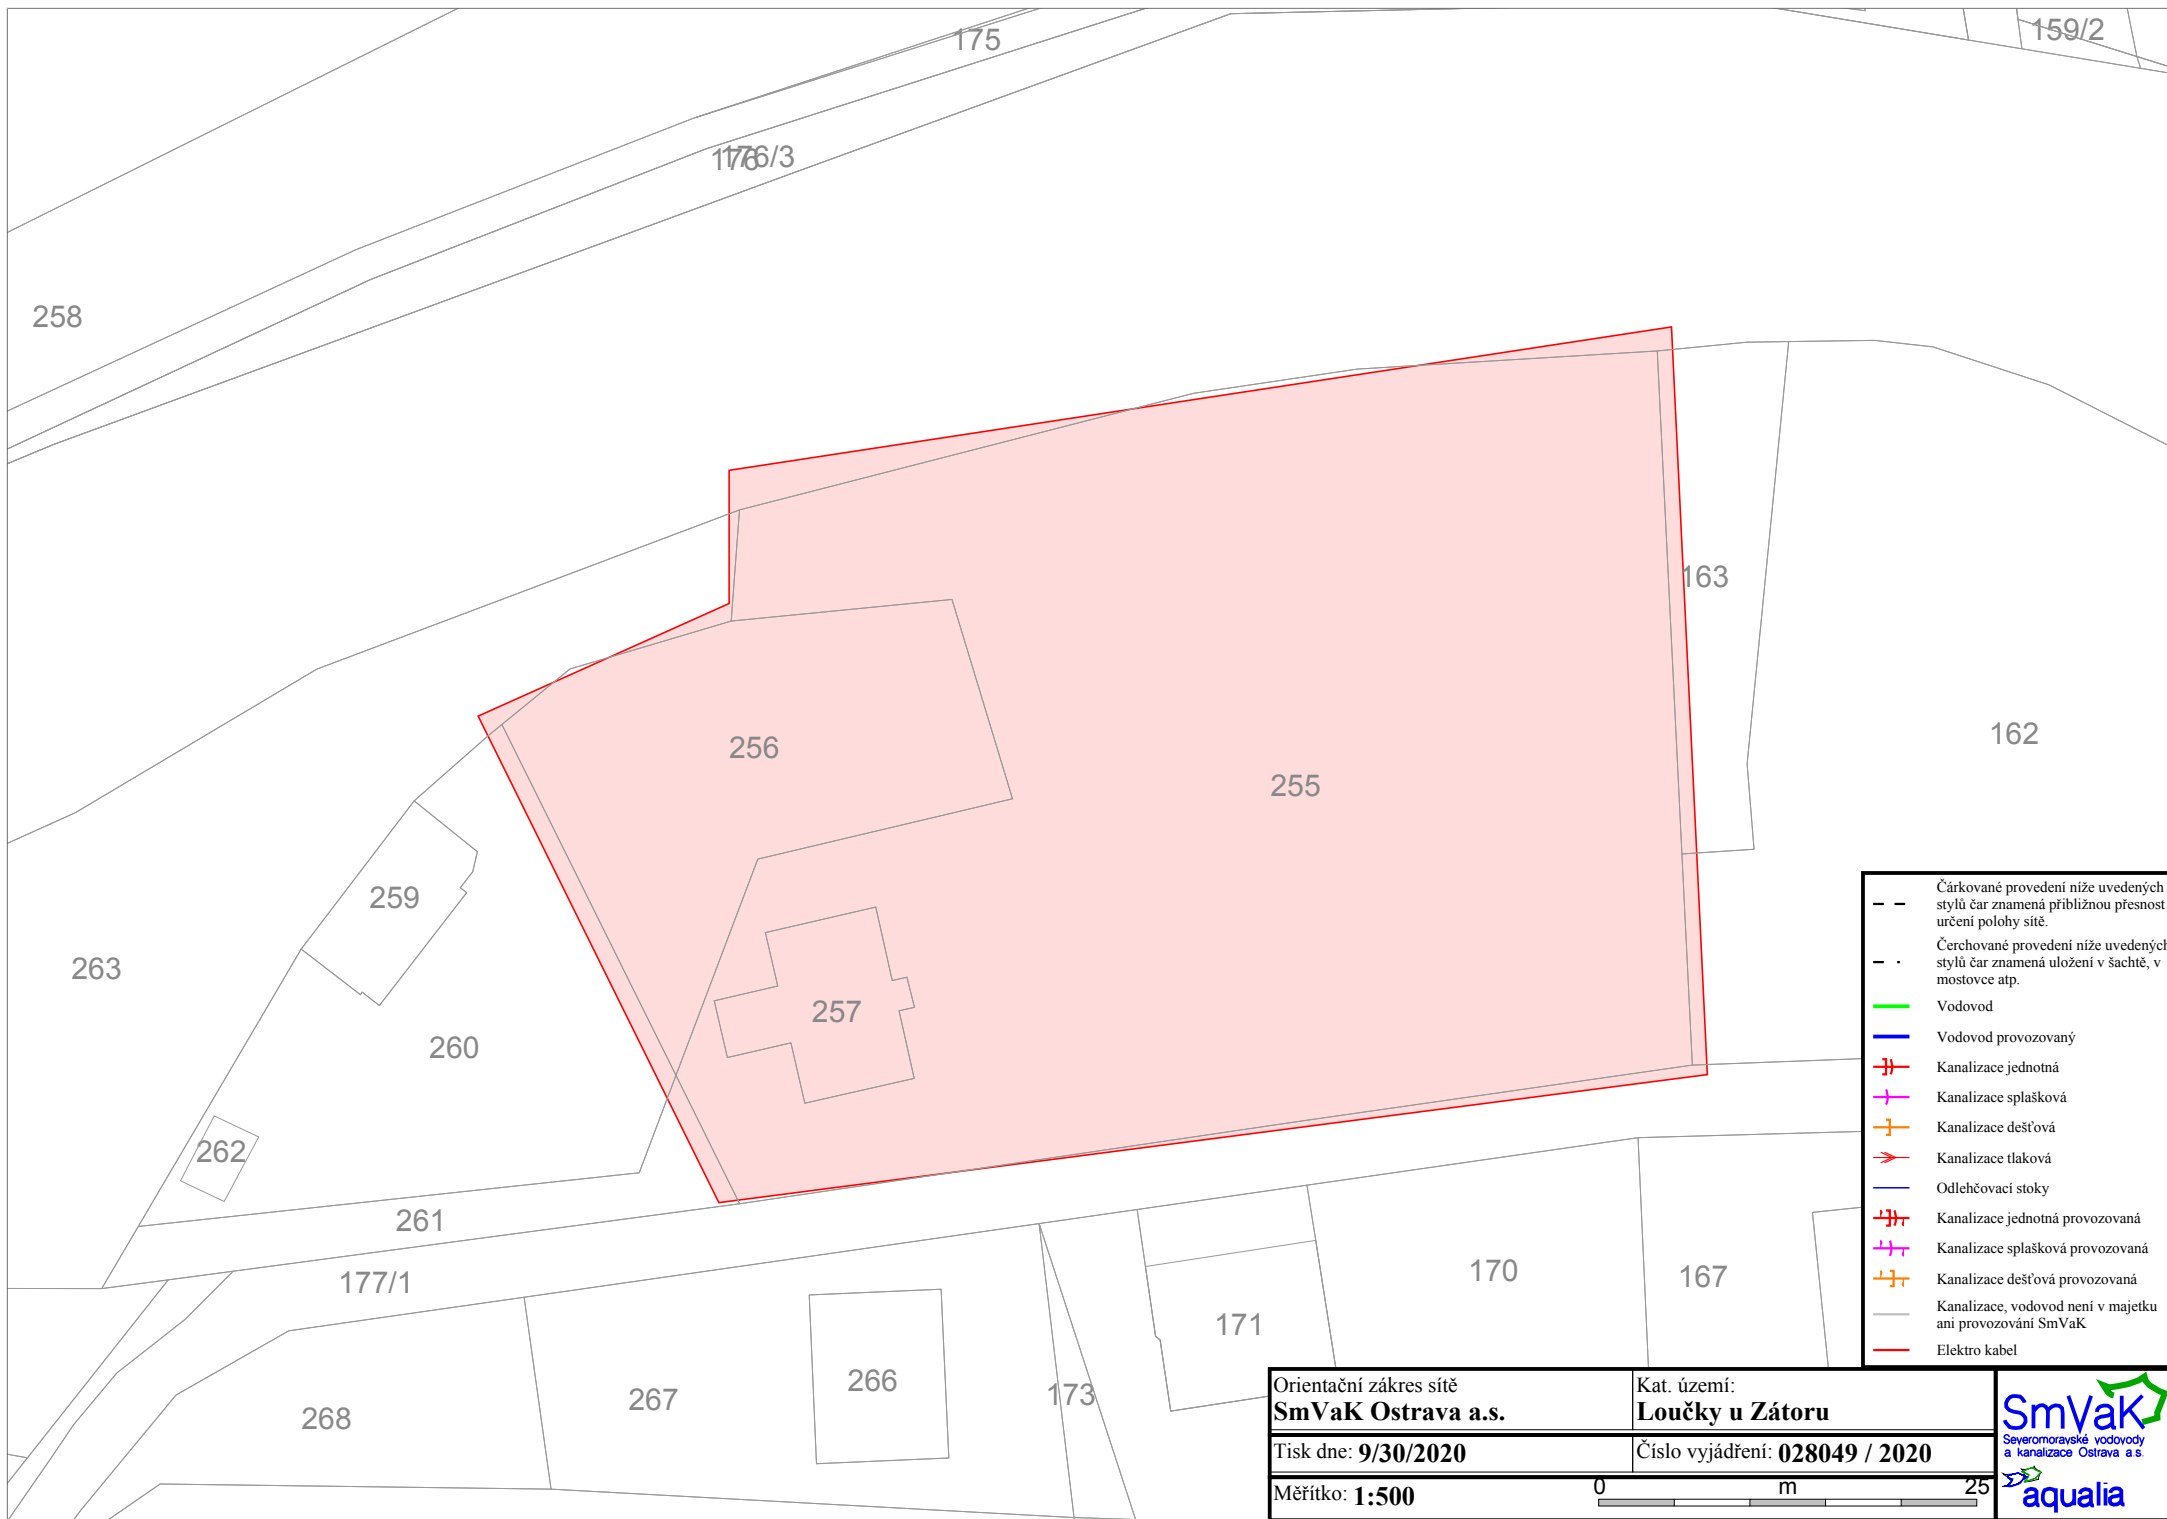 175
159/2
176
176/3
258
163
162
256
255
259
263
257
260
262
261
177/1
170
167
171
266
267
173
268
Čárkované provedení níže uvedených
stylů čar znamená přibližnou přesnost
určení polohy sítě.
Čerchované provedení níže uvedených
stylů čar znamená uložení v šachtě, v
mostovce atp.
Vodovod
Vodovod provozovaný
Kanalizace jednotná
Kanalizace splašková
Kanalizace dešťová
Kanalizace tlaková
Odlehčovací stoky
Kanalizace jednotná provozovaná
Kanalizace splašková provozovaná
Kanalizace dešťová provozovaná
Kanalizace, vodovod není v majetku
ani provozování SmVaK
Elektro kabel
Orientační zákres sítě
SmVaK Ostrava a.s.
Kat. území:
Loučky u Zátoru
Tisk dne: 9/30/2020
Číslo vyjádření: 028049 / 2020
Měřítko: 1:500
0 m 25
SmVaK
Severomoravské vodovody
a kanalizace Ostrava a.s.
aqualia